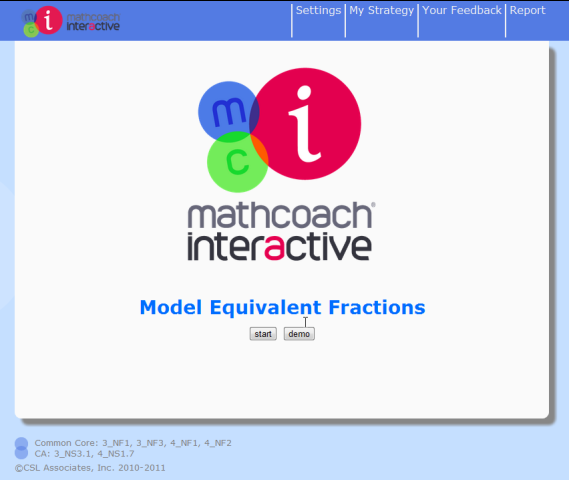 m
c
i
mathcoach
interactive
Settings
My Strategy
Your Feedback
Report
m
c
i
mathcoach®
interactive
Model Equivalent Fractions
start
demo
Common Core: 3_NF1, 3_NF3, 4_NF1, 4_NF2
CA: 3_NS3.1, 4_NS1.7
©CSL Associates, Inc. 2010-2011